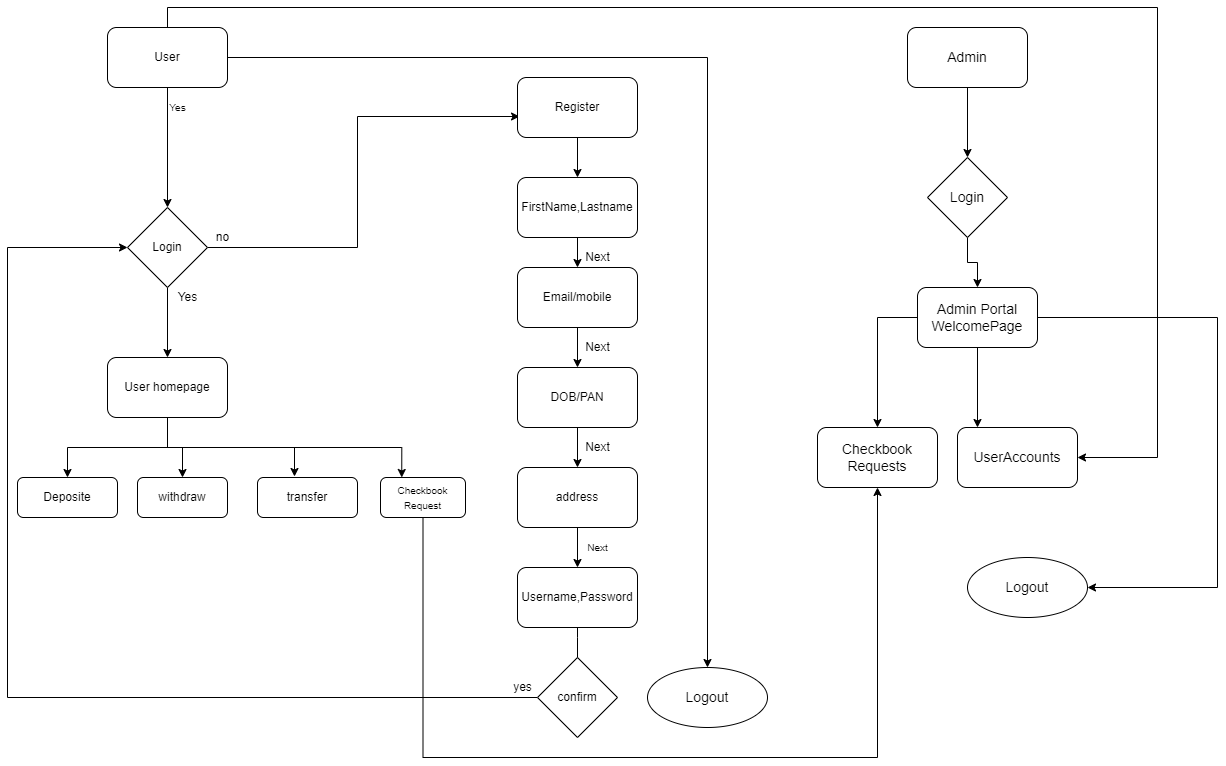 User
Admin
Yes
Register
Login
FirstName,Lastname
Login
no
Next
Yes
Email/mobile
Admin Portal
WelcomePage
Next
User homepage
DOB/PAN
Next
Checkbook
Requests
UserAccounts
Deposite
withdraw
transfer
Checkbook
Request
address
Next
Username,Password
Logout
yes
confirm
Logout